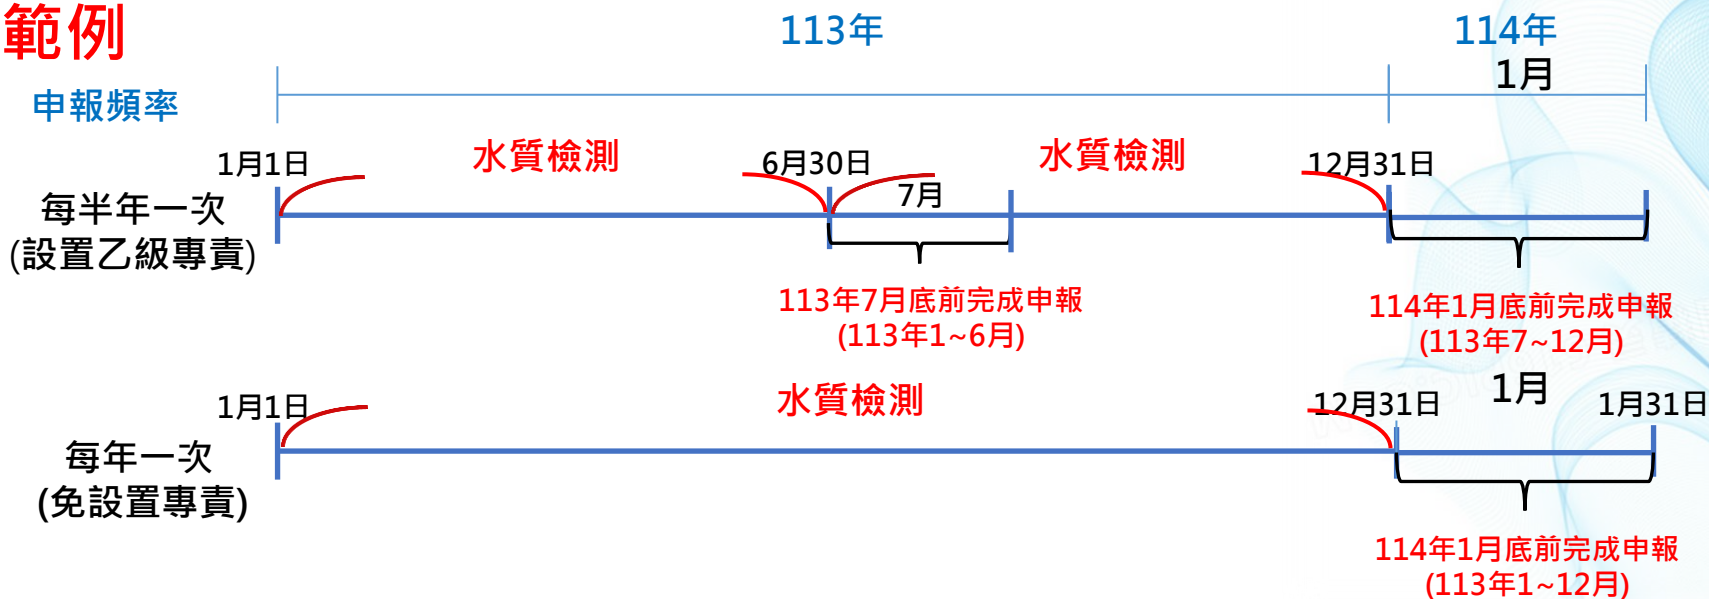 範例
113年
114年
1月
申報頻率
1月1日
水質檢測
6月30日
水質檢測
12月31日
7月
每半年一次
(設置乙級專責)
113年7月底前完成申報
(113年1~6月)
114年1月底前完成申報
(113年7~12月)
1月1日
水質檢測
12月31日
1月
1月31日
每年一次
(免設置專責)
114年1月底前完成申報
(113年1~12月)